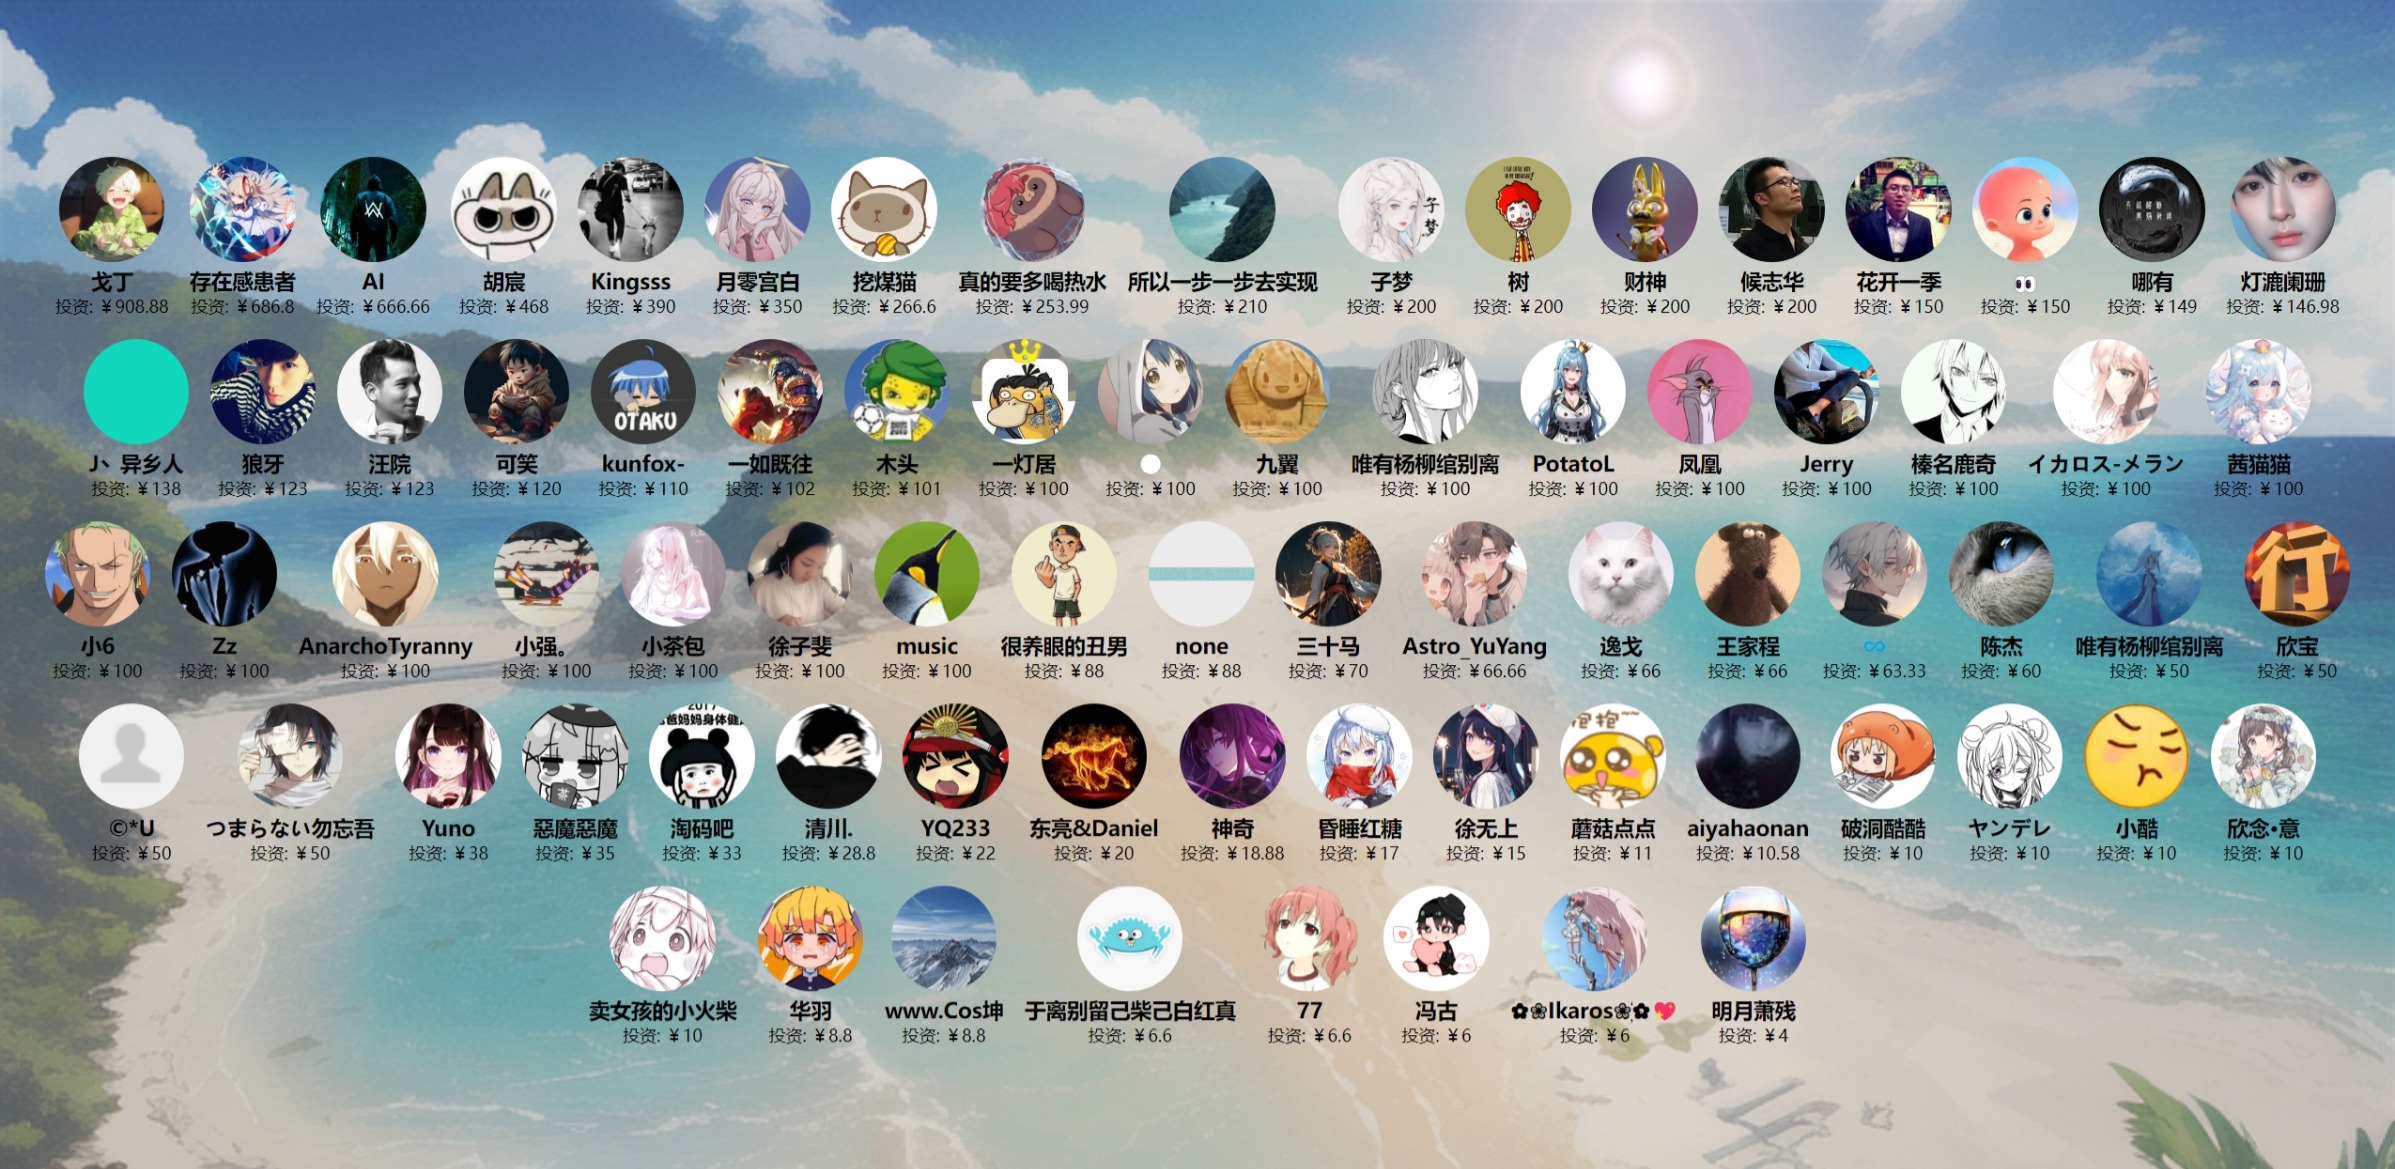 戈丁 存在感患者 AI 胡宸 Kingsss 月零宫白 挖煤猫 真的要多喝热水 所以一步一步去实现 子梦 树 财神 候志华 花开一季 👀 哪有 灯漉阑珊
投资: ¥908.88 投资: ¥686.8 投资: ¥666.66 投资: ¥468 投资: ¥390 投资: ¥350 投资: ¥266.6 投资: ¥253.99 投资: ¥210 投资: ¥200 投资: ¥200 投资: ¥200 投资: ¥200 投资: ¥150 投资: ¥150 投资: ¥149 投资: ¥146.98
OTAKU
J、异乡人 狼牙 汪院 可笑 kunfox- 一如既往 木头 一灯居 九翼 唯有杨柳绾别离 PotatoL 凤凰 Jerry 榛名鹿奇 イカロス-メラン 茜猫猫
投资: ¥138 投资: ¥123 投资: ¥123 投资: ¥120 投资: ¥110 投资: ¥102 投资: ¥101 投资: ¥100 投资: ¥100 投资: ¥100 投资: ¥100 投资: ¥100 投资: ¥100 投资: ¥100 投资: ¥100 投资: ¥100 投资: ¥100
行
小6 Zz AnarchoTyranny 小强。 小茶包 徐子斐 music 很养眼的丑男 none 三十马 Astro_YuYang 逸戈 王家程 ∞ 陈杰 唯有杨柳绾别离 欣宝
投资: ¥100 投资: ¥100 投资: ¥100 投资: ¥100 投资: ¥100 投资: ¥100 投资: ¥100 投资: ¥88 投资: ¥88 投资: ¥70 投资: ¥66.66 投资: ¥66 投资: ¥66 投资: ¥63.33 投资: ¥60 投资: ¥50 投资: ¥50
©*U つまらない勿忘吾 Yuno 惡魔惡魔 淘码吧 清川. YQ233 东亮&Daniel 神奇 昏睡红糖 徐无上 蘑菇点点 aiyahaonan 破洞酷酷 ヤンデレ 小酷 欣念•意
投资: ¥50 投资: ¥50 投资: ¥38 投资: ¥35 投资: ¥33 投资: ¥28.8 投资: ¥22 投资: ¥20 投资: ¥18.88 投资: ¥17 投资: ¥15 投资: ¥11 投资: ¥10.58 投资: ¥10 投资: ¥10 投资: ¥10 投资: ¥10
卖女孩的小火柴 华羽 www.Cos坤 于离别留己柴己白红真 77 冯古 ✿❀Ikaros❀✿💖 明月萧残
投资: ¥10 投资: ¥8.8 投资: ¥8.8 投资: ¥6.6 投资: ¥6.6 投资: ¥6 投资: ¥6 投资: ¥4